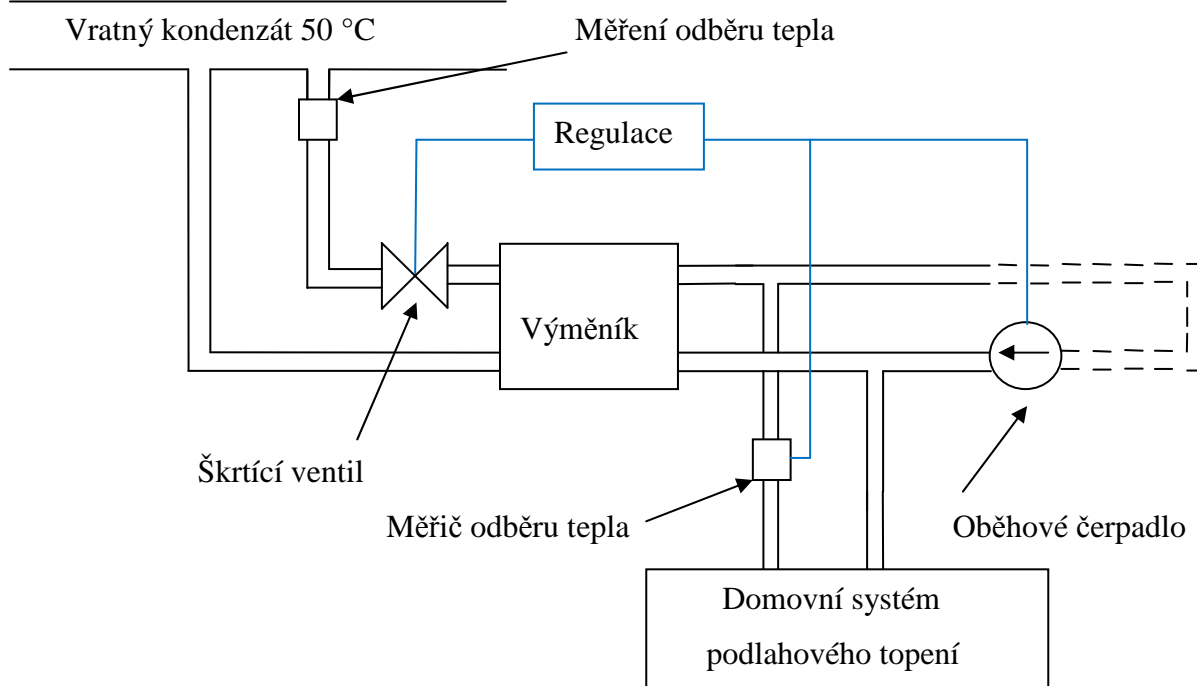 Vratný kondenzát 50 °C
Měření odběru tepla
Regulace
Výměník
Škrtící ventil
Měřič odběru tepla
Oběhové čerpadlo
Domovní systém
podlahového topení